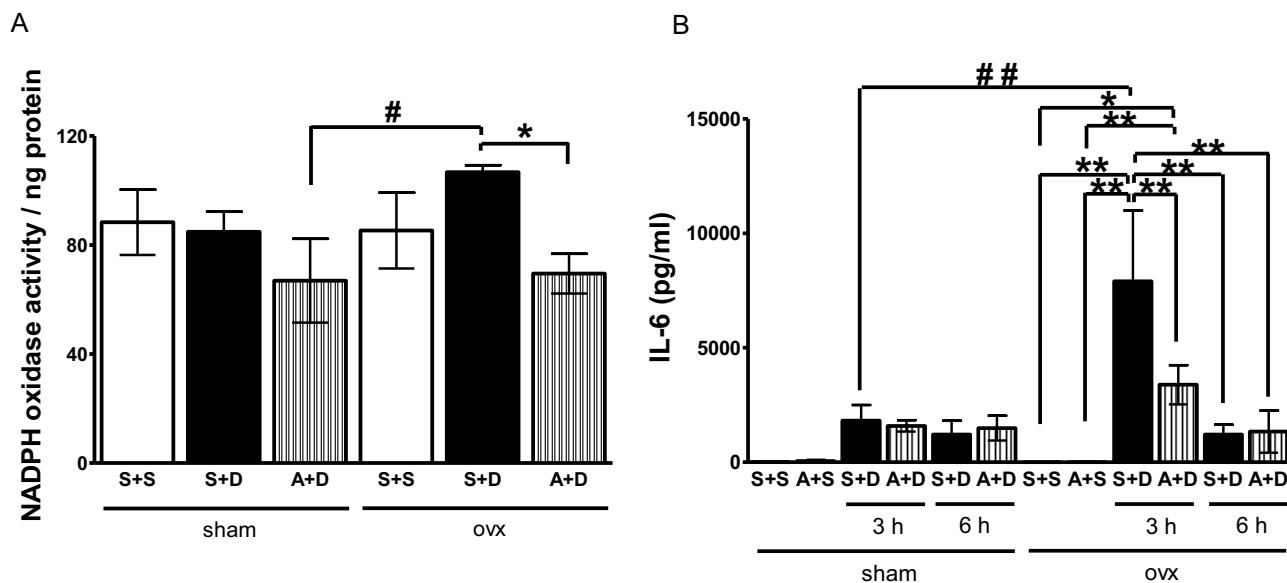 A
NADPH oxidase activity / ng protein
120
80
40
0
#
*
S+S S+D A+D S+S S+D A+D
sham ovx
B
IL-6 (pg/ml)
15000
10000
5000
0
# #
*
**
** **
** ** **
S+S A+S S+D A+D S+D A+D S+S A+S S+D A+D S+D A+D
3 h 6 h 3 h 6 h
sham ovx